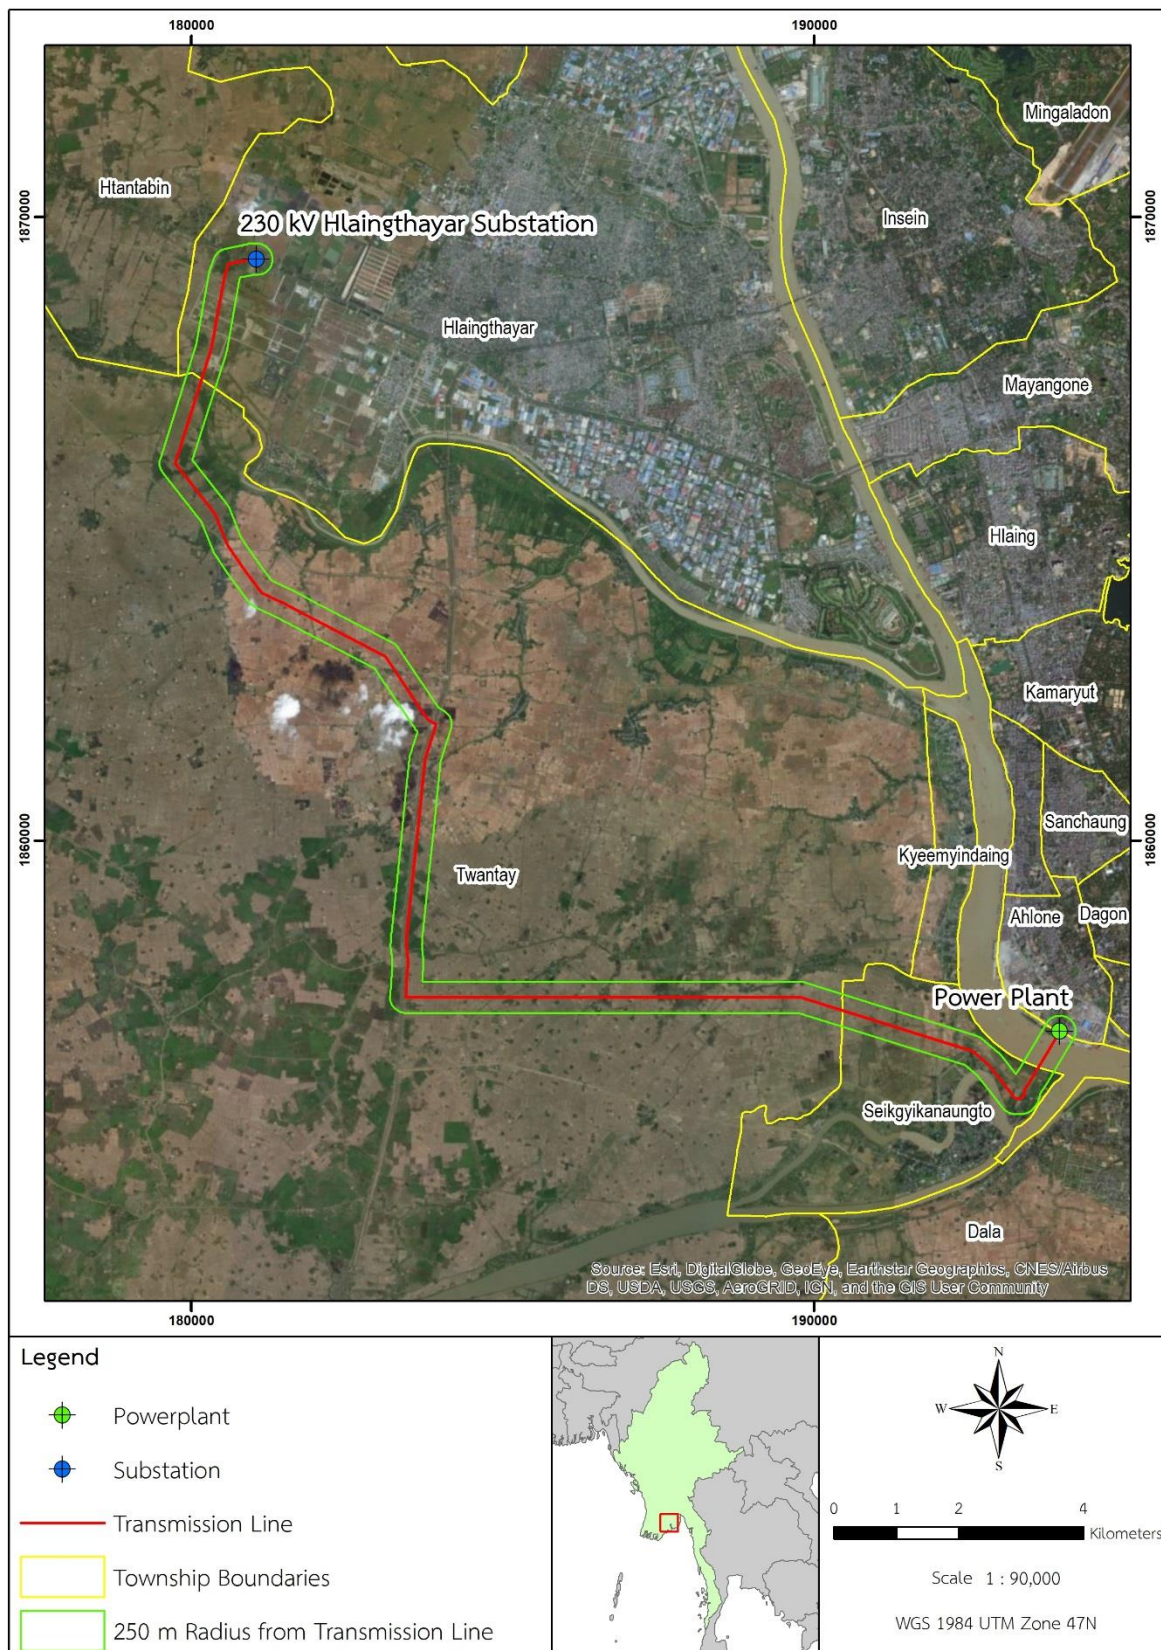 180000
190000
Mingaladon
Htantabin
1870000
230 kV Hlaingthayar Substation
Insein
1870000
Hlaingthayar
Mayangone
Hlaing
Kamaryut
Sanchaung
1860000
Kyeemyindaing
1860000
Twantay
Ahlone
Dagon
Power Plant
Seikgyikanaungto
Dala
Source: Esri, DigitalGlobe, GeoEye, Earthstar Geographics, CNES/Airbus
DS, USDA, USGS, AeroGRID, IGN, and the GIS User Community
180000
190000
Legend
Powerplant
Substation
Transmission Line
Township Boundaries
250 m Radius from Transmission Line
N
W
E
S
0 1 2 4
Kilometers
Scale 1 : 90,000
WGS 1984 UTM Zone 47N